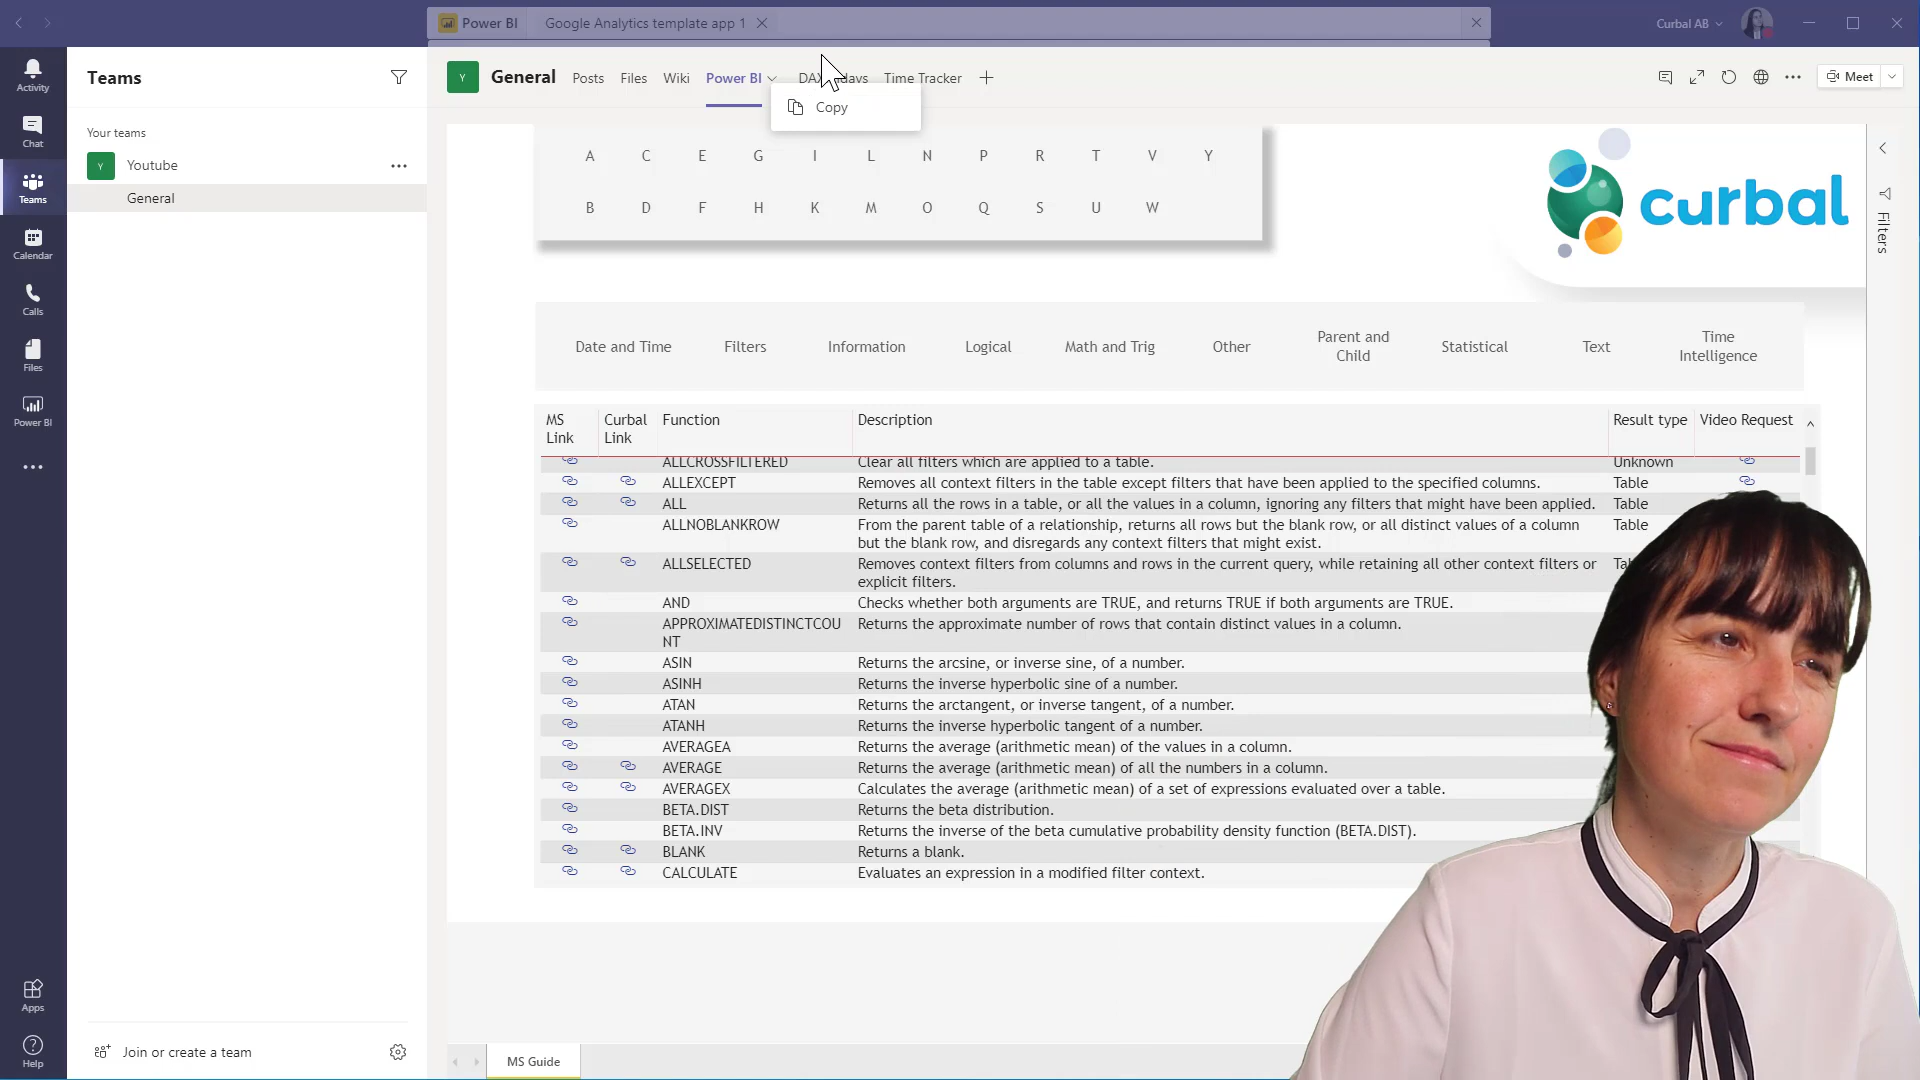 Power BI
Google Analytics template app 1
Curbal AB
Activity
Chat
Teams
Calendar
Calls
Files
Power BI
Apps
Help
Teams
Your teams
Y
Youtube
General
Join or create a team
Y
General
Posts
Files
Wiki
Power BI
Time Tracker
Meet
Copy
A C E G I L N P R T V Y
B D F H K M O Q S U W
curbal
Filters
Date and Time
Filters
Information
Logical
Math and Trig
Other
Parent and
Child
Statistical
Text
Time
Intelligence
MS
Link
Curbal
Link
Function
Description
Result type
Video Request
ALLCROSSFILTERED Clear all filters which are applied to a table. Unknown
ALLEXCEPT Removes all context filters in the table except filters that have been applied to the specified columns. Table
ALL Returns all the rows in a table, or all the values in a column, ignoring any filters that might have been applied. Table
ALLNOBLANKROW From the parent table of a relationship, returns all rows but the blank row, or all distinct values of a column Table
but the blank row, and disregards any context filters that might exist.
ALLSELECTED Removes context filters from columns and rows in the current query, while retaining all other context filters or
explicit filters.
AND Checks whether both arguments are TRUE, and returns TRUE if both arguments are TRUE.
APPROXIMATEDISTINCTCOU Returns the approximate number of rows that contain distinct values in a column.
NT
ASIN Returns the arcsine, or inverse sine, of a number.
ASINH Returns the inverse hyperbolic sine of a number.
ATAN Returns the arctangent, or inverse tangent, of a number.
ATANH Returns the inverse hyperbolic tangent of a number.
AVERAGEA Returns the average (arithmetic mean) of the values in a column.
AVERAGE Returns the average (arithmetic mean) of all the numbers in a column.
AVERAGEX Calculates the average (arithmetic mean) of a set of expressions evaluated over a table.
BETA.DIST Returns the beta distribution.
BETA.INV Returns the inverse of the beta cumulative probability density function (BETA.DIST).
BLANK Returns a blank.
CALCULATE Evaluates an expression in a modified filter context.
MS Guide